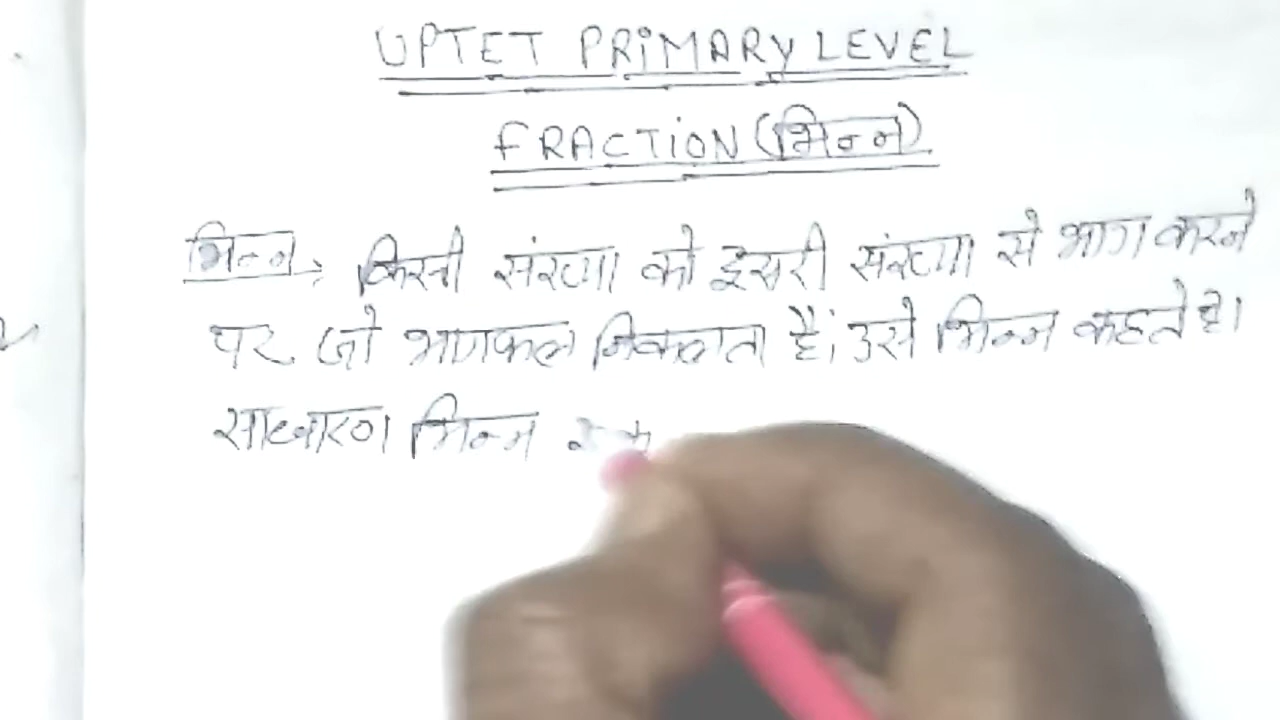 UPTET PRIMARY LEVEL
FRACTION (भिन्न)
भिन्न: किसी संख्या को दूसरी संख्या से भाग करने
पर जो भागफल निकलता है, उसे भिन्न कहते है।
साधारण भिन्न